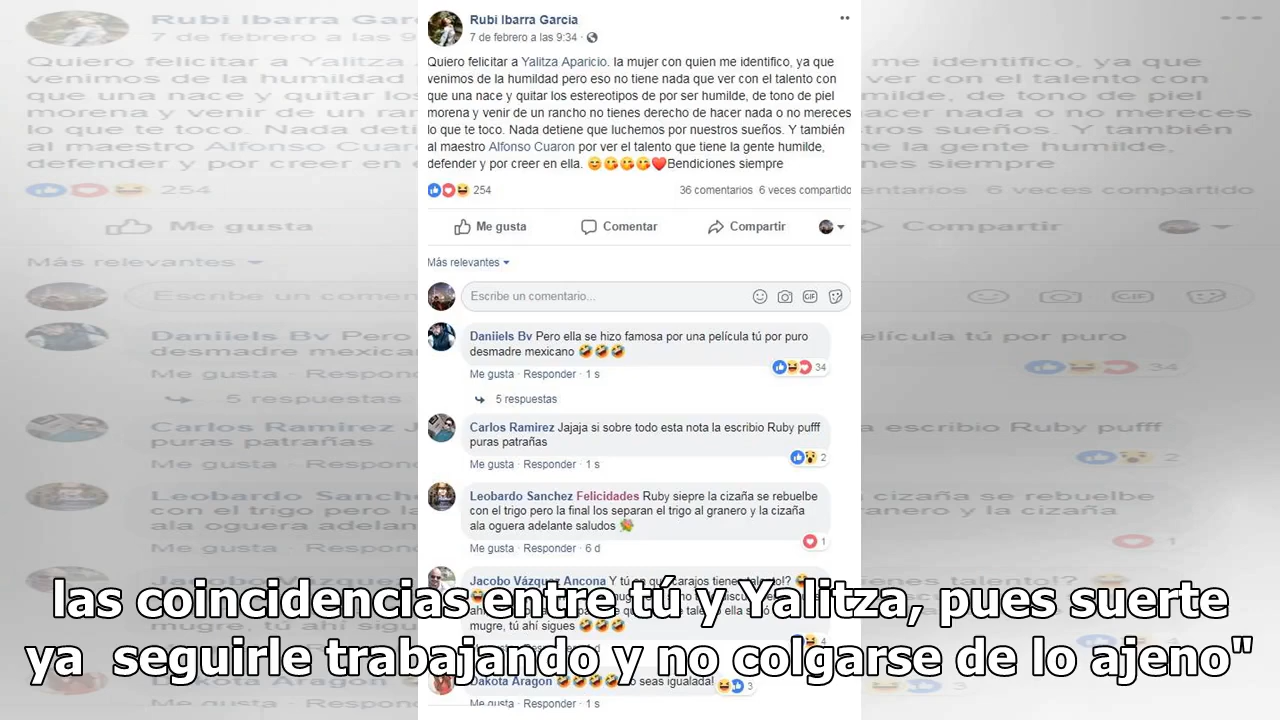 Rubi Ibarra Garcia
7 de febrero a las 9:34 ·
Quiero felicitar a Yalitza Aparicio. la mujer con quien me identifico, ya que
venimos de la humildad pero eso no tiene nada que ver con el talento con
que una nace y quitar los estereotipos de por ser humilde, de tono de piel
morena y venir de un rancho no tienes derecho de hacer nada o no mereces
lo que te toco. Nada detiene que luchemos por nuestros sueños. Y también
al maestro Alfonso Cuaron por ver el talento que tiene la gente humilde,
defender y por creer en ella. 😊😘😘😘❤️Bendiciones siempre
254
36 comentarios 6 veces compartido
Me gusta Comentar Compartir
Más relevantes
Escribe un comentario...
GIF
Daniiels Bv Pero ella se hizo famosa por una película tú por puro
desmadre mexicano 🤣🤣🤣
34
Me gusta · Responder · 1 s
5 respuestas
Carlos Ramirez Jajaja si sobre todo esta nota la escribio Ruby pufff
puras patrañas
2
Me gusta · Responder · 1 s
Leobardo Sanchez Felicidades Ruby siepre la cizaña se rebuelbe
con el trigo pero la final los separan el trigo al granero y la cizaña
ala oguera adelante saludos 💐
1
Me gusta · Responder · 6 d
Jacobo Vázquez Ancona Y tú
mugre, tú ahí sigues 🤣🤣🤣
4
Dakota Aragon 🤣🤣🤣🤣 no seas igualada!
3
Me gusta · Responder · 1 s
las coincidencias entre tú y Yalitza, pues suerte
ya seguirle trabajando y no colgarse de lo ajeno"